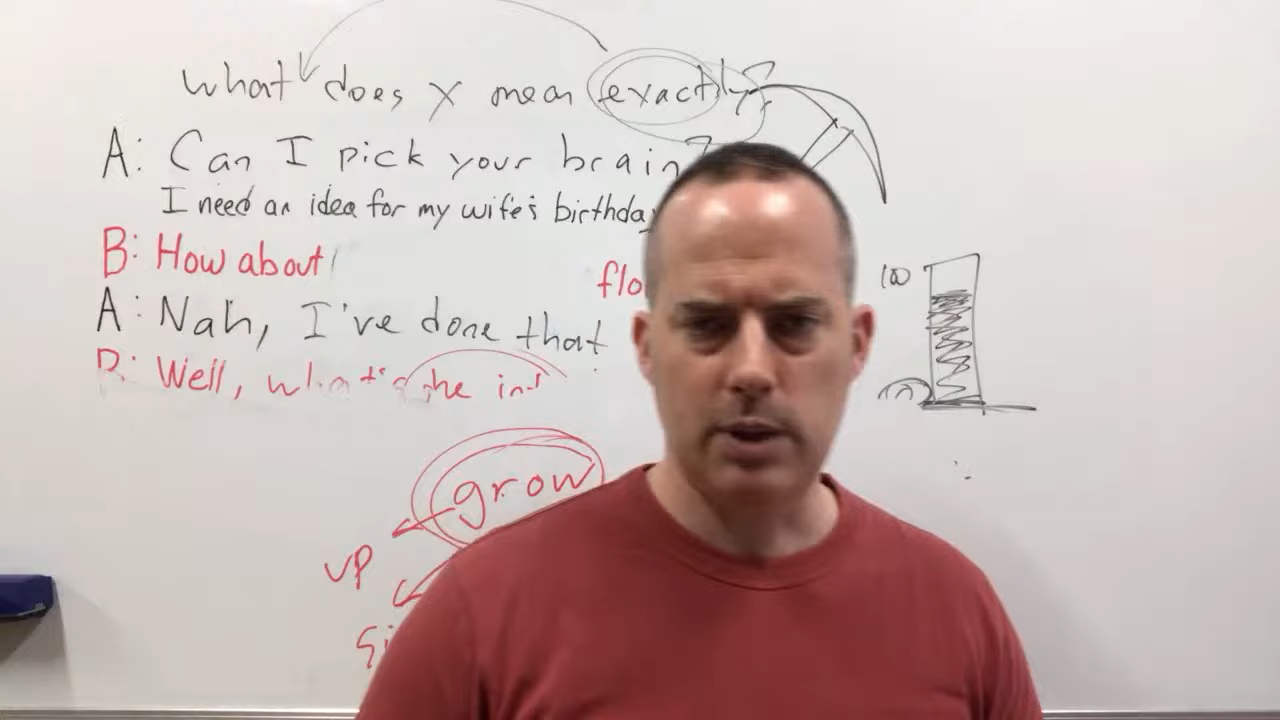 what does x mean exactly?
A: Can I pick your brain?
I need an idea for my wife's birthday
B: How about flo
A: Nah, I've done that
B: Well, what's the
grow
up
100